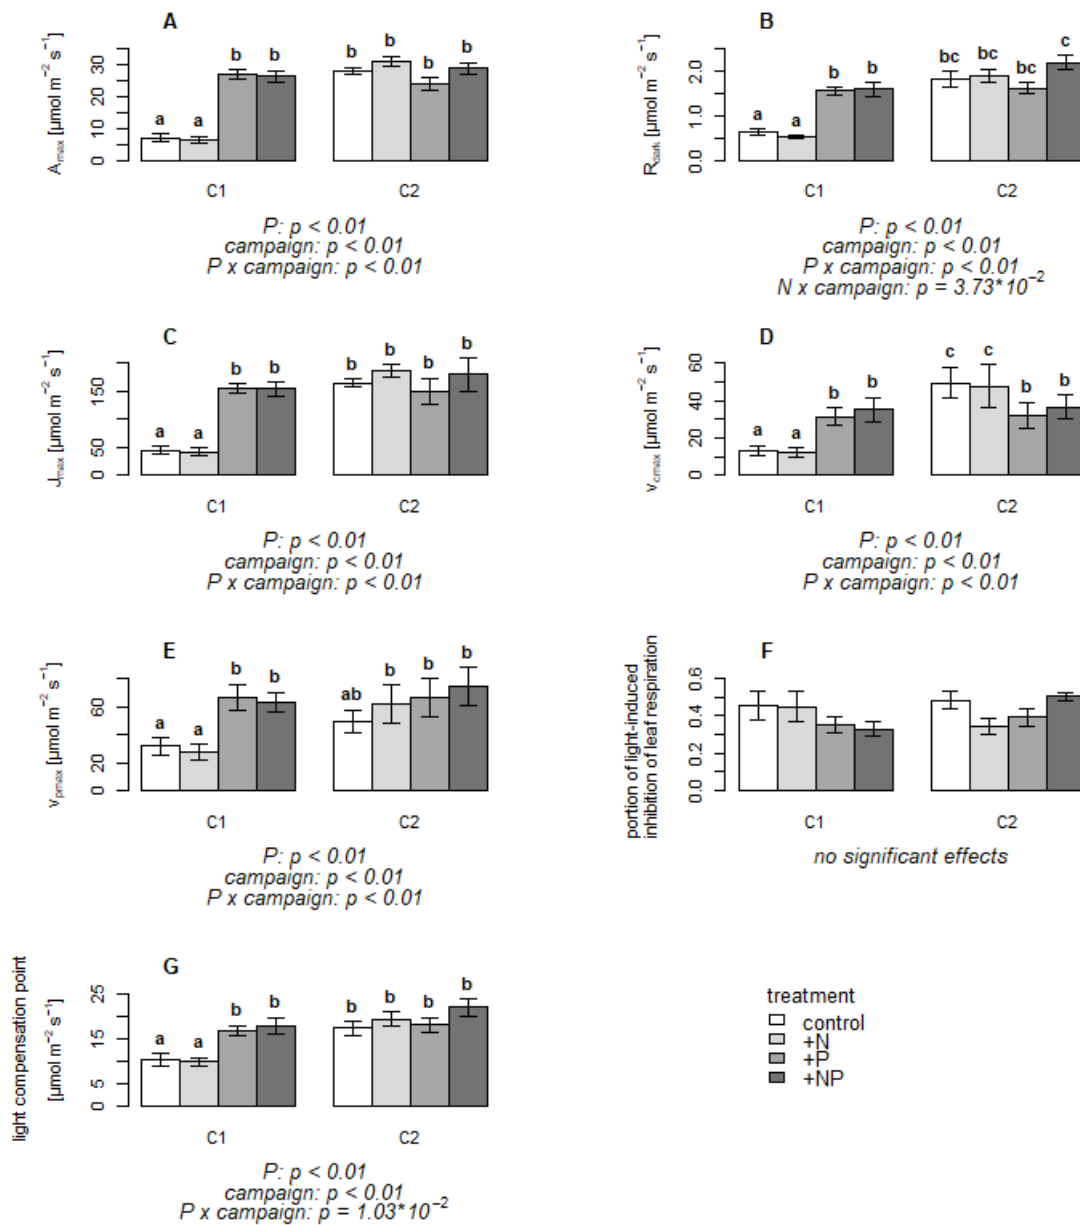 A
A_max [µmol m⁻² s⁻¹]
30
20
10
0
a a b b b b b b
C1 C2
P: p < 0.01
campaign: p < 0.01
P x campaign: p < 0.01
B
R_dark [µmol m⁻² s⁻¹]
2.0
1.0
0.0
a a b b bc bc bc c
C1 C2
P: p < 0.01
campaign: p < 0.01
P x campaign: p < 0.01
N x campaign: p = 3.73*10⁻²
C
J_max [µmol m⁻² s⁻¹]
150
50
0
a a b b b b b b
C1 C2
P: p < 0.01
campaign: p < 0.01
P x campaign: p < 0.01
D
v_cmax [µmol m⁻² s⁻¹]
60
40
20
0
a a b b c c b b
C1 C2
P: p < 0.01
campaign: p < 0.01
P x campaign: p < 0.01
E
v_pmax [µmol m⁻² s⁻¹]
60
20
0
a a b b ab b b b
C1 C2
P: p < 0.01
campaign: p < 0.01
P x campaign: p < 0.01
F
portion of light-induced
inhibition of leaf respiration
0.6
0.4
0.2
0.0
C1 C2
no significant effects
G
light compensation point
[µmol m⁻² s⁻¹]
25
15
5
0
a a b b b b b b
C1 C2
P: p < 0.01
campaign: p < 0.01
P x campaign: p = 1.03*10⁻²
treatment
control
+N
+P
+NP